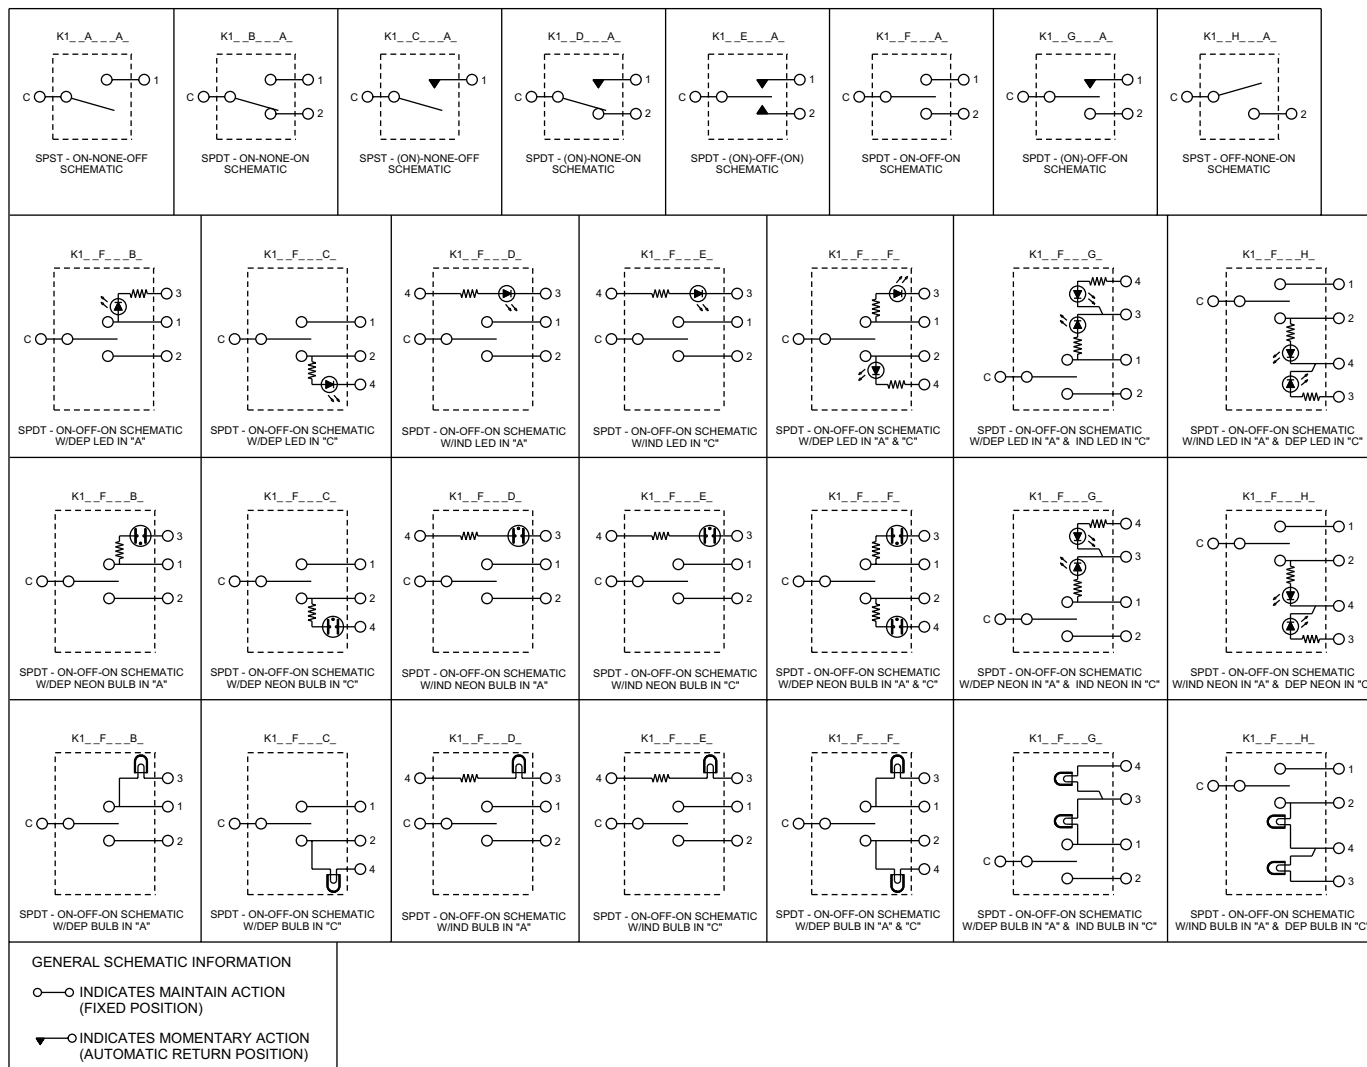 K1__A___A_
1
C
SPST - ON-NONE-OFF
SCHEMATIC
K1__B___A_
1
C
2
SPDT - ON-NONE-ON
SCHEMATIC
K1__C___A_
1
C
SPST - (ON)-NONE-OFF
SCHEMATIC
K1__D___A_
1
C
2
SPDT - (ON)-NONE-ON
SCHEMATIC
K1__E___A_
1
C
2
SPDT - (ON)-OFF-(ON)
SCHEMATIC
K1__F___A_
1
C
2
SPDT - ON-OFF-ON
SCHEMATIC
K1__G___A_
1
C
2
SPDT - (ON)-OFF-ON
SCHEMATIC
K1__H___A_
C
2
SPST - OFF-NONE-ON
SCHEMATIC
K1__F___B_
3
1
C
2
SPDT - ON-OFF-ON SCHEMATIC
W/DEP LED IN "A"
K1__F___C_
1
C
2
4
SPDT - ON-OFF-ON SCHEMATIC
W/DEP LED IN "C"
K1__F___D_
4
3
1
C
2
SPDT - ON-OFF-ON SCHEMATIC
W/IND LED IN "A"
K1__F___E_
4
3
1
C
2
SPDT - ON-OFF-ON SCHEMATIC
W/IND LED IN "C"
K1__F___F_
3
1
C
2
4
SPDT - ON-OFF-ON SCHEMATIC
W/DEP LED IN "A" & "C"
K1__F___G_
4
3
1
C
2
SPDT - ON-OFF-ON SCHEMATIC
W/DEP LED IN "A" & IND LED IN "C"
K1__F___H_
1
C
2
4
3
SPDT - ON-OFF-ON SCHEMATIC
W/IND LED IN "A" & DEP LED IN "C"
K1__F___B_
3
1
C
2
SPDT - ON-OFF-ON SCHEMATIC
W/DEP NEON BULB IN "A"
K1__F___C_
1
C
2
4
SPDT - ON-OFF-ON SCHEMATIC
W/DEP NEON BULB IN "C"
K1__F___D_
4
3
1
C
2
SPDT - ON-OFF-ON SCHEMATIC
W/IND NEON BULB IN "A"
K1__F___E_
4
3
1
C
2
SPDT - ON-OFF-ON SCHEMATIC
W/IND NEON BULB IN "C"
K1__F___F_
3
1
C
2
4
SPDT - ON-OFF-ON SCHEMATIC
W/DEP NEON BULB IN "A" & "C"
K1__F___G_
4
3
1
C
2
SPDT - ON-OFF-ON SCHEMATIC
W/DEP NEON IN "A" & IND NEON IN "C"
K1__F___H_
1
C
2
4
3
SPDT - ON-OFF-ON SCHEMATIC
W/IND NEON IN "A" & DEP NEON IN "C"
K1__F___B_
3
1
C
2
SPDT - ON-OFF-ON SCHEMATIC
W/DEP BULB IN "A"
K1__F___C_
1
C
2
4
SPDT - ON-OFF-ON SCHEMATIC
W/DEP BULB IN "C"
K1__F___D_
4
3
1
C
2
SPDT - ON-OFF-ON SCHEMATIC
W/IND BULB IN "A"
K1__F___E_
4
3
1
C
2
SPDT - ON-OFF-ON SCHEMATIC
W/IND BULB IN "C"
K1__F___F_
3
1
C
2
4
SPDT - ON-OFF-ON SCHEMATIC
W/DEP BULB IN "A" & "C"
K1__F___G_
4
3
1
C
2
SPDT - ON-OFF-ON SCHEMATIC
W/DEP BULB IN "A" & IND BULB IN "C"
K1__F___H_
1
C
2
4
3
SPDT - ON-OFF-ON SCHEMATIC
W/IND BULB IN "A" & DEP BULB IN "C"
GENERAL SCHEMATIC INFORMATION
INDICATES MAINTAIN ACTION
(FIXED POSITION)
INDICATES MOMENTARY ACTION
(AUTOMATIC RETURN POSITION)